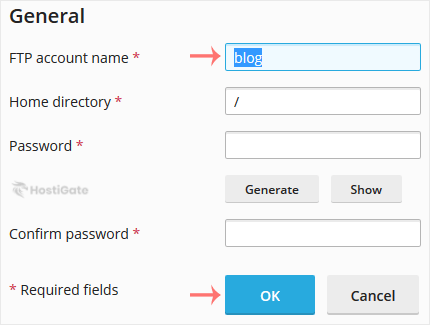 General
FTP account name * blog
Home directory * /
Password *
HostiGate Generate Show
Confirm password *
* Required fields OK Cancel